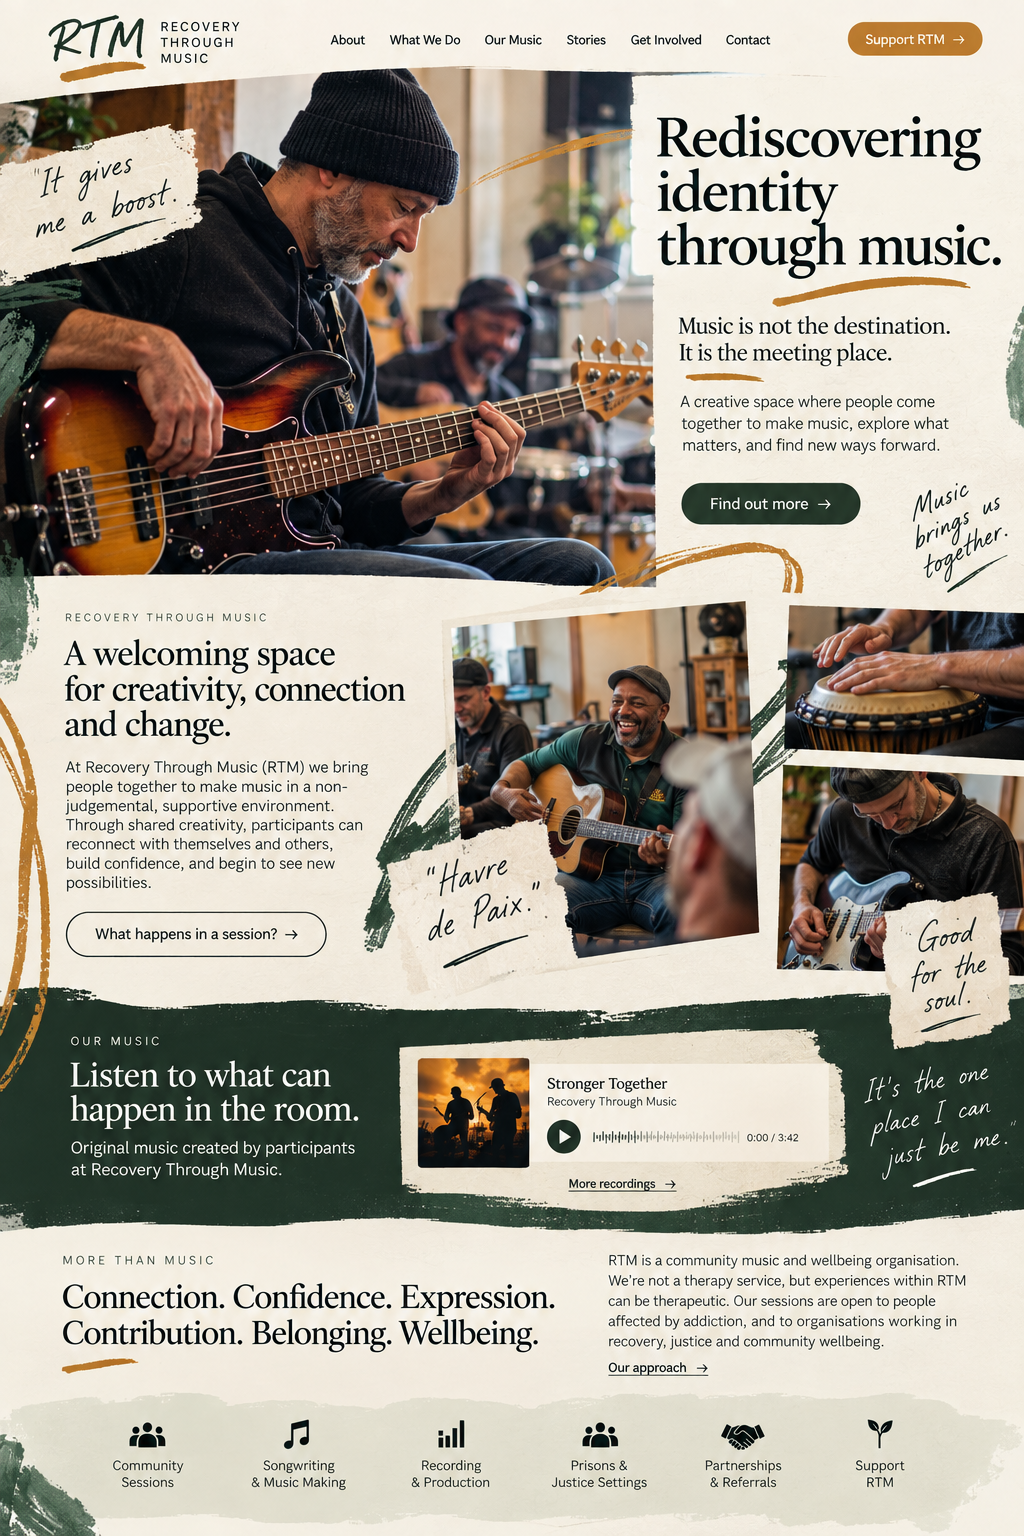 RTM
RECOVERY
THROUGH
MUSIC
About
What We Do
Our Music
Stories
Get Involved
Contact
Support RTM →
"It gives
me a boost.
Rediscovering
identity
through music.
Music is not the destination.
It is the meeting place.
A creative space where people come
together to make music, explore what
matters, and find new ways forward.
Find out more →
Music
brings us
together.
RECOVERY THROUGH MUSIC
A welcoming space
for creativity, connection
and change.
At Recovery Through Music (RTM) we bring
people together to make music in a non-
judgemental, supportive environment.
Through shared creativity, participants can
reconnect with themselves and others,
build confidence, and begin to see new
possibilities.
What happens in a session? →
"Havre
de Paix."
Good
for the
soul.
OUR MUSIC
Listen to what can
happen in the room.
Original music created by participants
at Recovery Through Music.
Stronger Together
Recovery Through Music
0:00 / 3:42
More recordings →
It's the one
place I can
just be me."
MORE THAN MUSIC
Connection. Confidence. Expression.
Contribution. Belonging. Wellbeing.
RTM is a community music and wellbeing organisation.
We're not a therapy service, but experiences within RTM
can be therapeutic. Our sessions are open to people
affected by addiction, and to organisations working in
recovery, justice and community wellbeing.
Our approach →
Community
Sessions
Songwriting
& Music Making
Recording
& Production
Prisons &
Justice Settings
Partnerships
& Referrals
Support
RTM